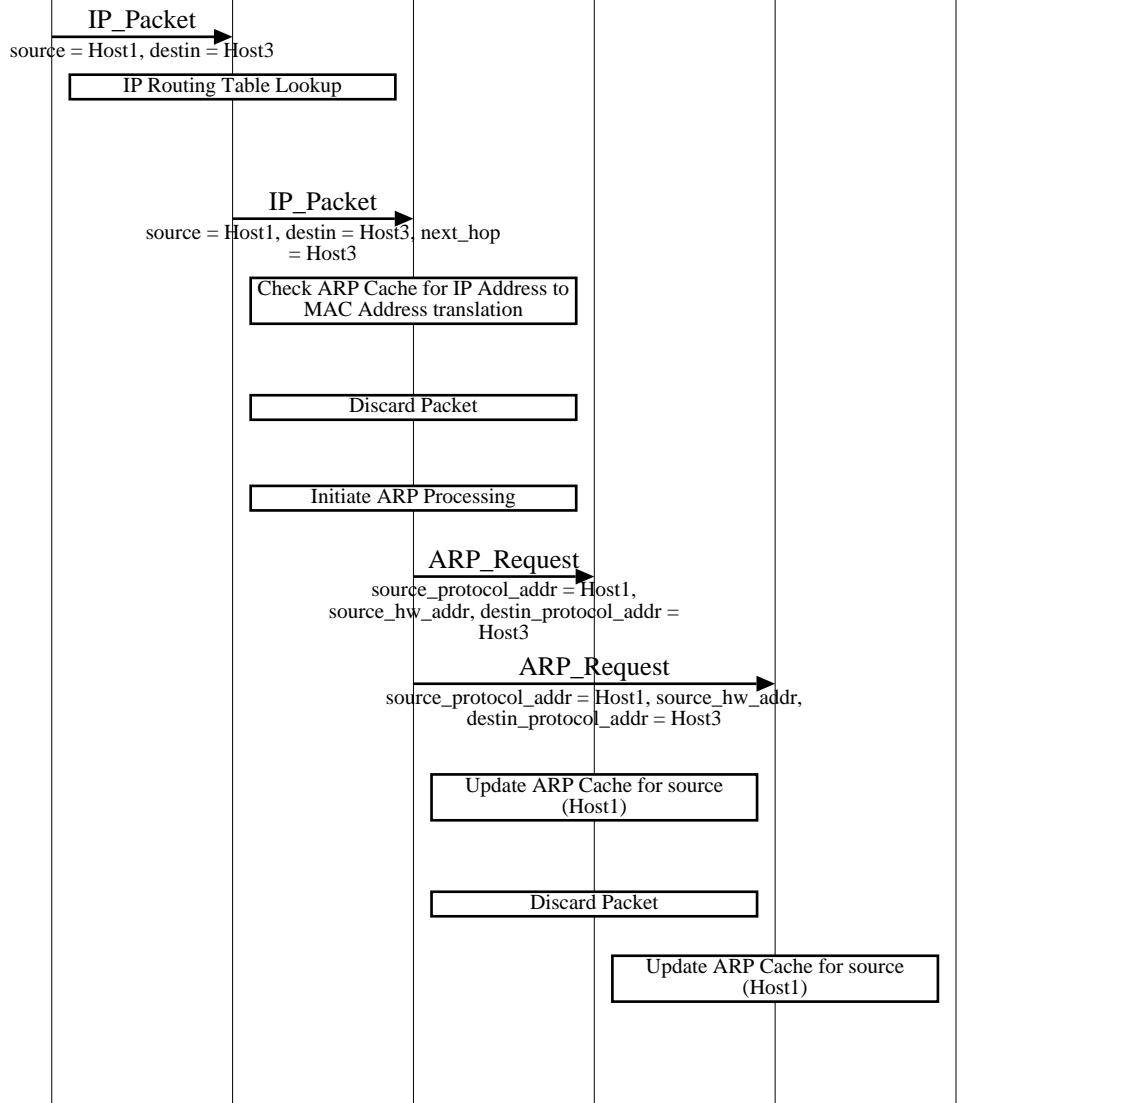 IP_Packet
source = Host1, destin = Host3
IP Routing Table Lookup
IP_Packet
source = Host1, destin = Host3, next_hop
= Host3
Check ARP Cache for IP Address to
MAC Address translation
Discard Packet
Initiate ARP Processing
ARP_Request
source_protocol_addr = Host1,
source_hw_addr, destin_protocol_addr =
Host3
ARP_Request
source_protocol_addr = Host1, source_hw_addr,
destin_protocol_addr = Host3
Update ARP Cache for source
(Host1)
Discard Packet
Update ARP Cache for source
(Host1)